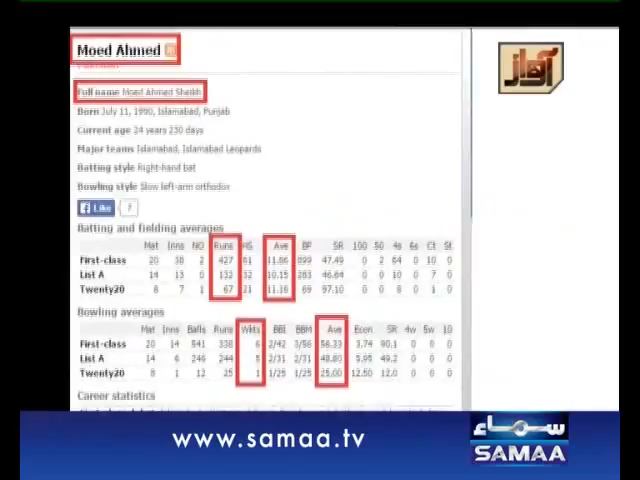 Moed Ahmed
آواز
Full name Moed Ahmed Sheikh
Born July 11, 1990, Islamabad, Punjab
Current age 24 years 230 days
Major teams Islamabad, Islamabad Leopards
Batting style Right-hand bat
Bowling style Slow left-arm orthodox
Like 7
Batting and fielding averages
Mat Inns NO Runs HS Ave BF SR 100 50 4s 6s Ct St
First-class 20 38 2 427 61 11.86 899 47.49 0 2 64 0 10 0
List A 14 13 0 132 32 10.15 283 46.64 0 0 10 0 7 0
Twenty20 8 7 1 67 21 11.16 69 97.10 0 0 8 0 1 0
Bowling averages
Mat Inns Balls Runs Wkts BBI BBM Ave Econ SR 4w 5w 10
First-class 20 14 541 338 6 2/42 3/56 56.33 3.74 90.1 0 0 0
List A 14 6 246 244 5 2/31 2/31 48.80 5.95 49.2 0 0 0
Twenty20 8 1 12 25 1 1/25 1/25 25.00 12.50 12.0 0 0 0
Career statistics
www.samaa.tv
سماء
SAMAA